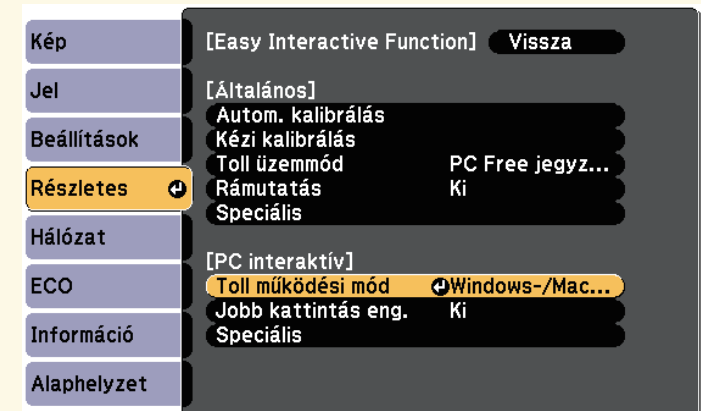 Kép
Jel
Beállítások
Részletes
Hálózat
ECO
Információ
Alaphelyzet
[Easy Interactive Function] Vissza
[Általános]
Autom. kalibrálás
Kézi kalibrálás
Toll üzemmód PC Free jegyz...
Rámutatás Ki
Speciális
[PC interaktív]
Toll működési mód Windows-/Mac...
Jobb kattintás eng. Ki
Speciális